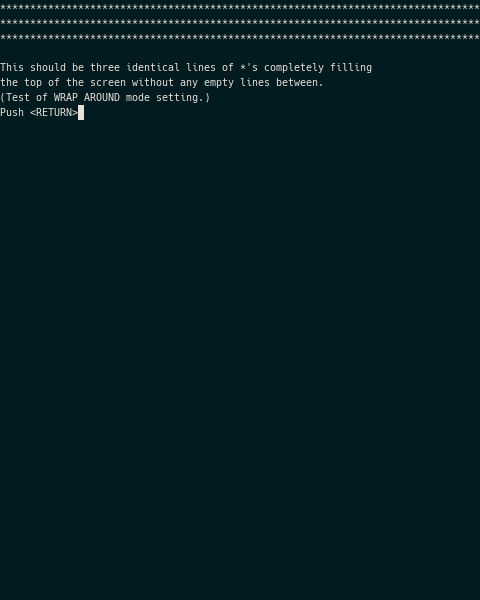 ********************************************************************************
********************************************************************************
********************************************************************************
This should be three identical lines of *'s completely filling
the top of the screen without any empty lines between.
(Test of WRAP AROUND mode setting.)
Push <RETURN>